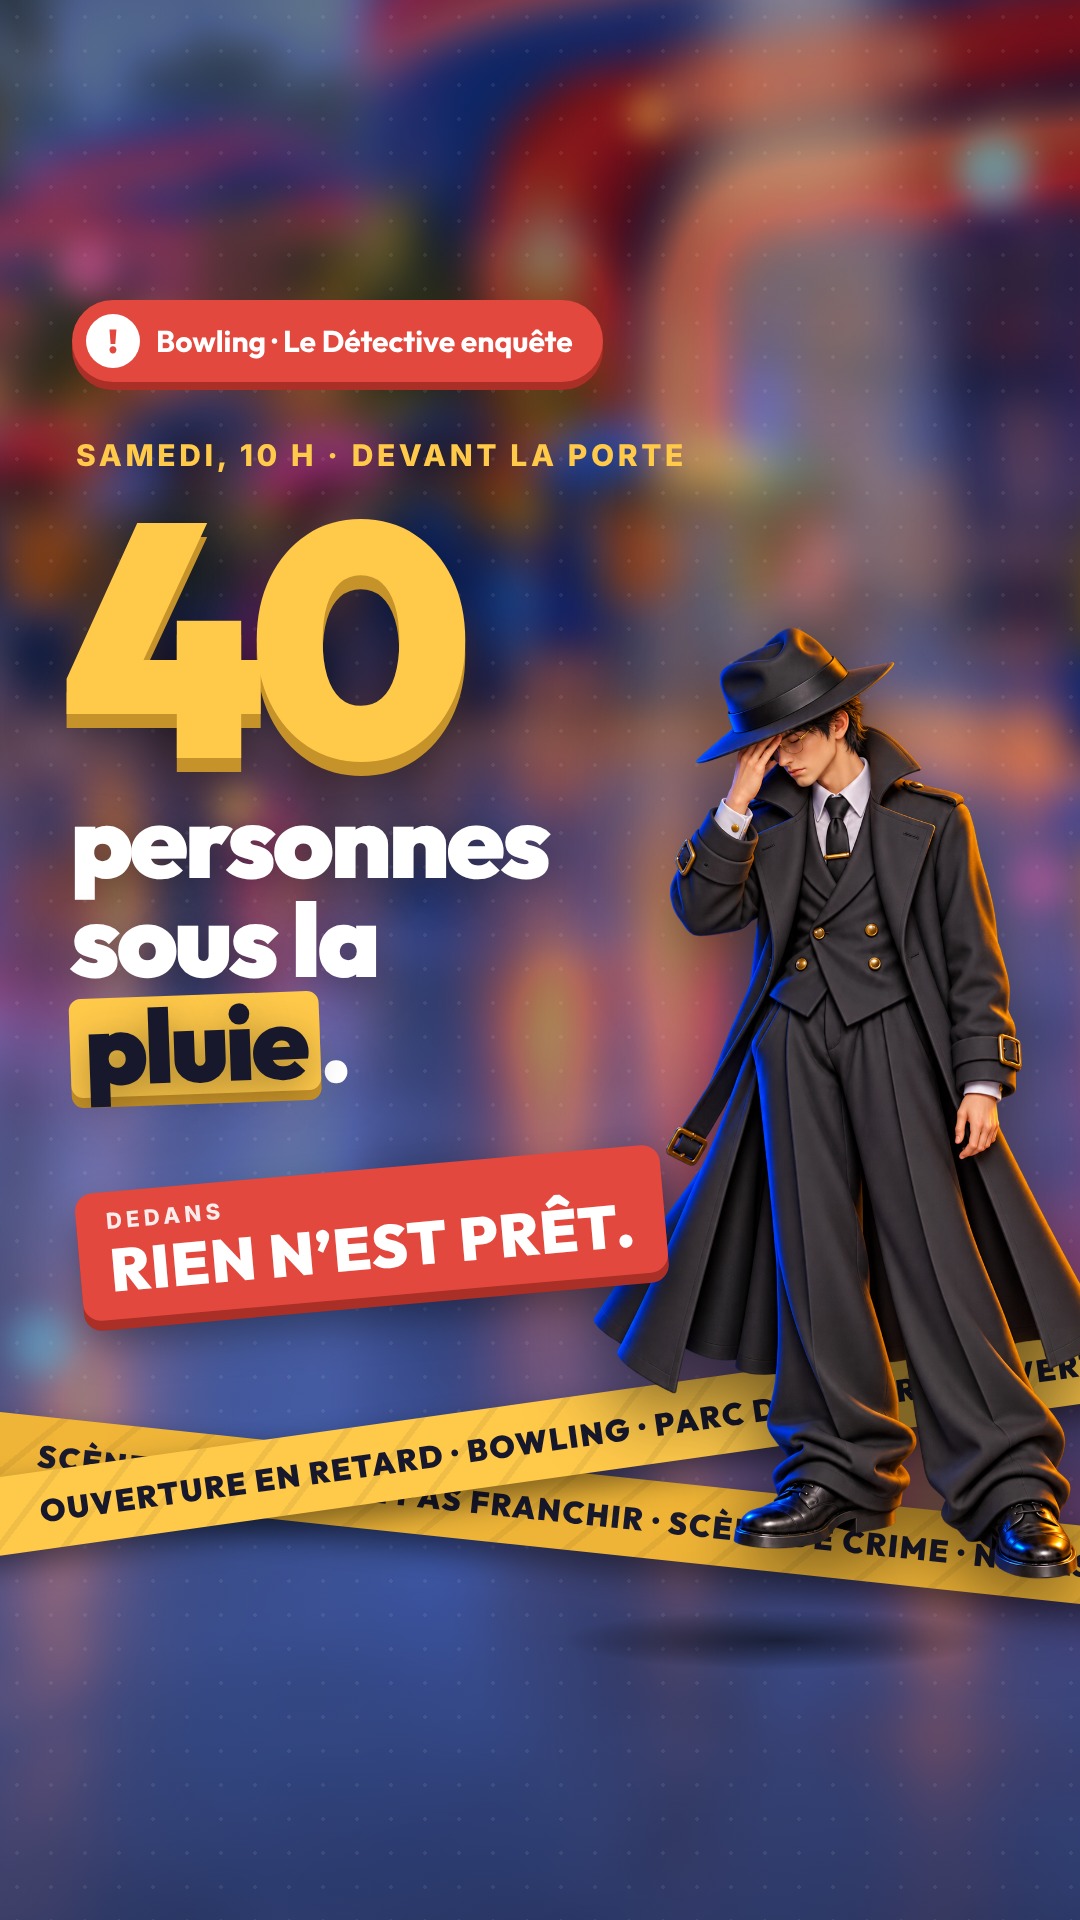 ! Bowling · Le Détective enquête
SAMEDI, 10 H · DEVANT LA PORTE
40
personnes
sous la
pluie.
DEDANS
RIEN N’EST PRÊT.
OUVERTURE EN RETARD · BOWLING · PARC
FRANCHIR · CRIME ·